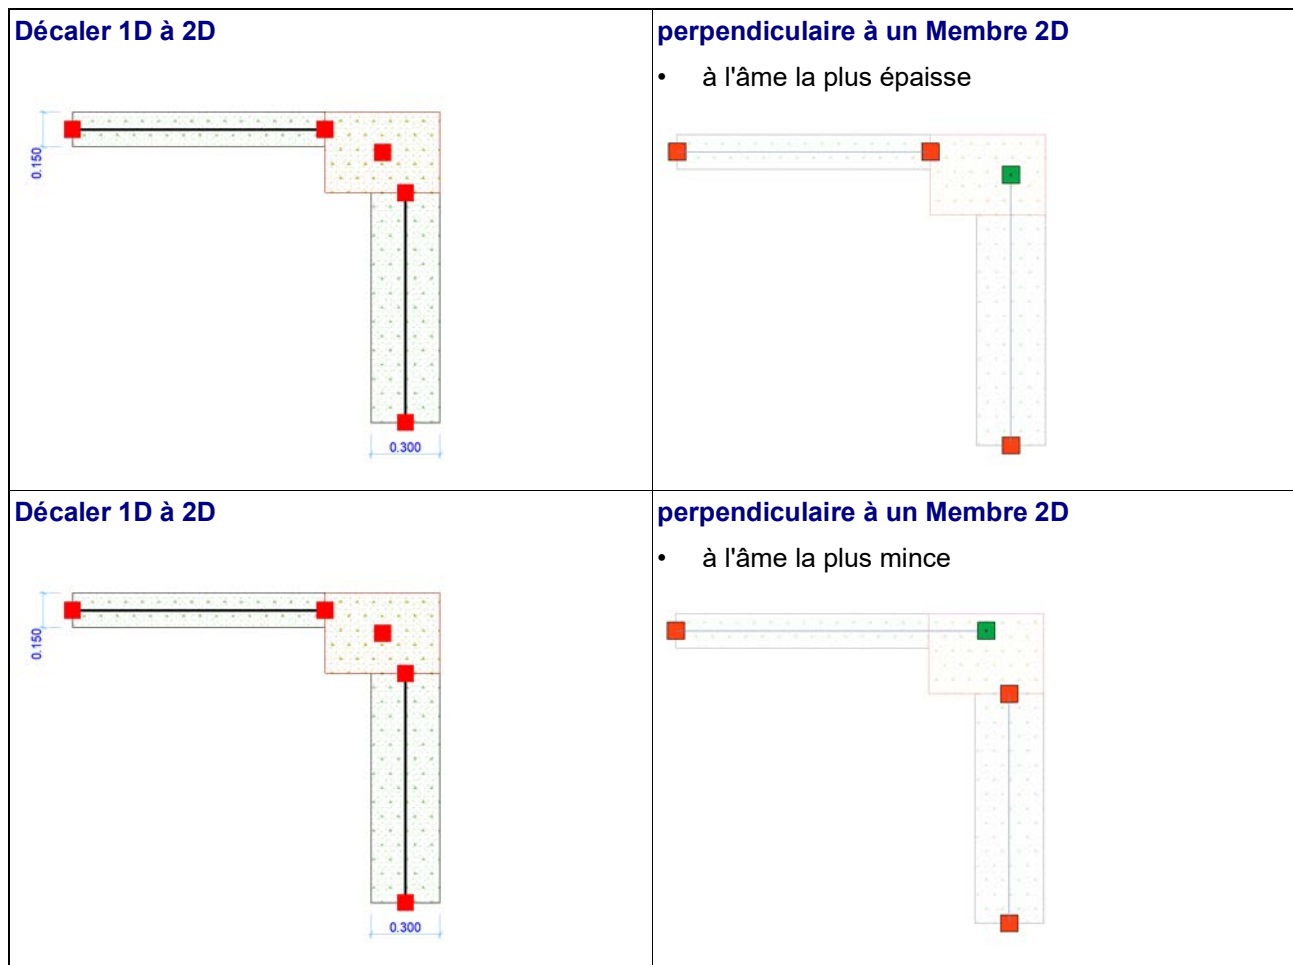 Décaler 1D à 2D
0.150
0.300
perpendiculaire à un Membre 2D
• à l'âme la plus épaisse
Décaler 1D à 2D
0.150
0.300
perpendiculaire à un Membre 2D
• à l'âme la plus mince